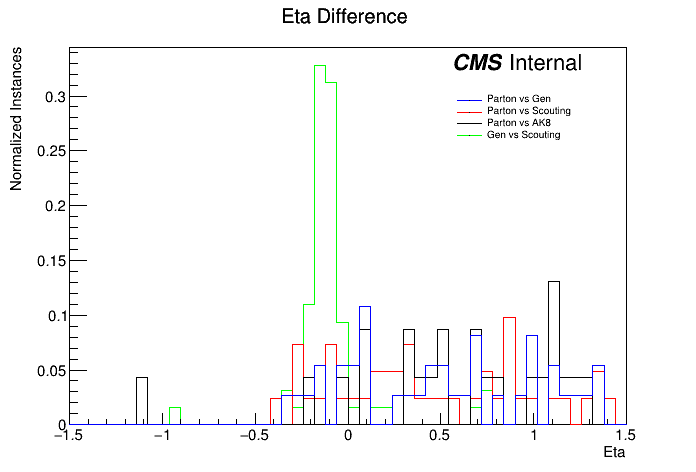 Eta Difference
CMS Internal
Normalized Instances
Parton vs Gen
Parton vs Scouting
Parton vs AK8
Gen vs Scouting
0.3
0.25
0.2
0.15
0.1
0.05
0
−1.5 −1 −0.5 0 0.5 1 1.5
Eta